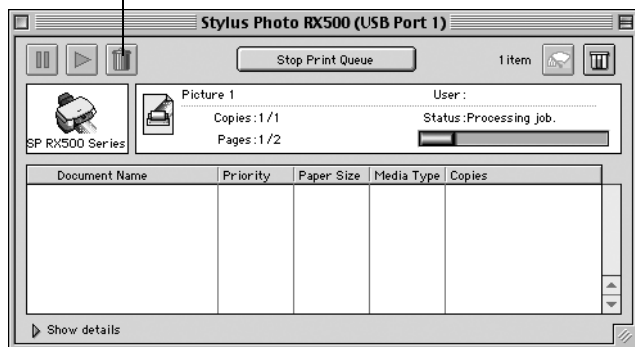 Stylus Photo RX500 (USB Port 1)
Stop Print Queue
1 item
SP RX500 Series
Picture 1
User :
Copies : 1 / 1
Status : Processing job.
Pages : 1 / 2
Document Name Priority Paper Size Media Type Copies
Show details